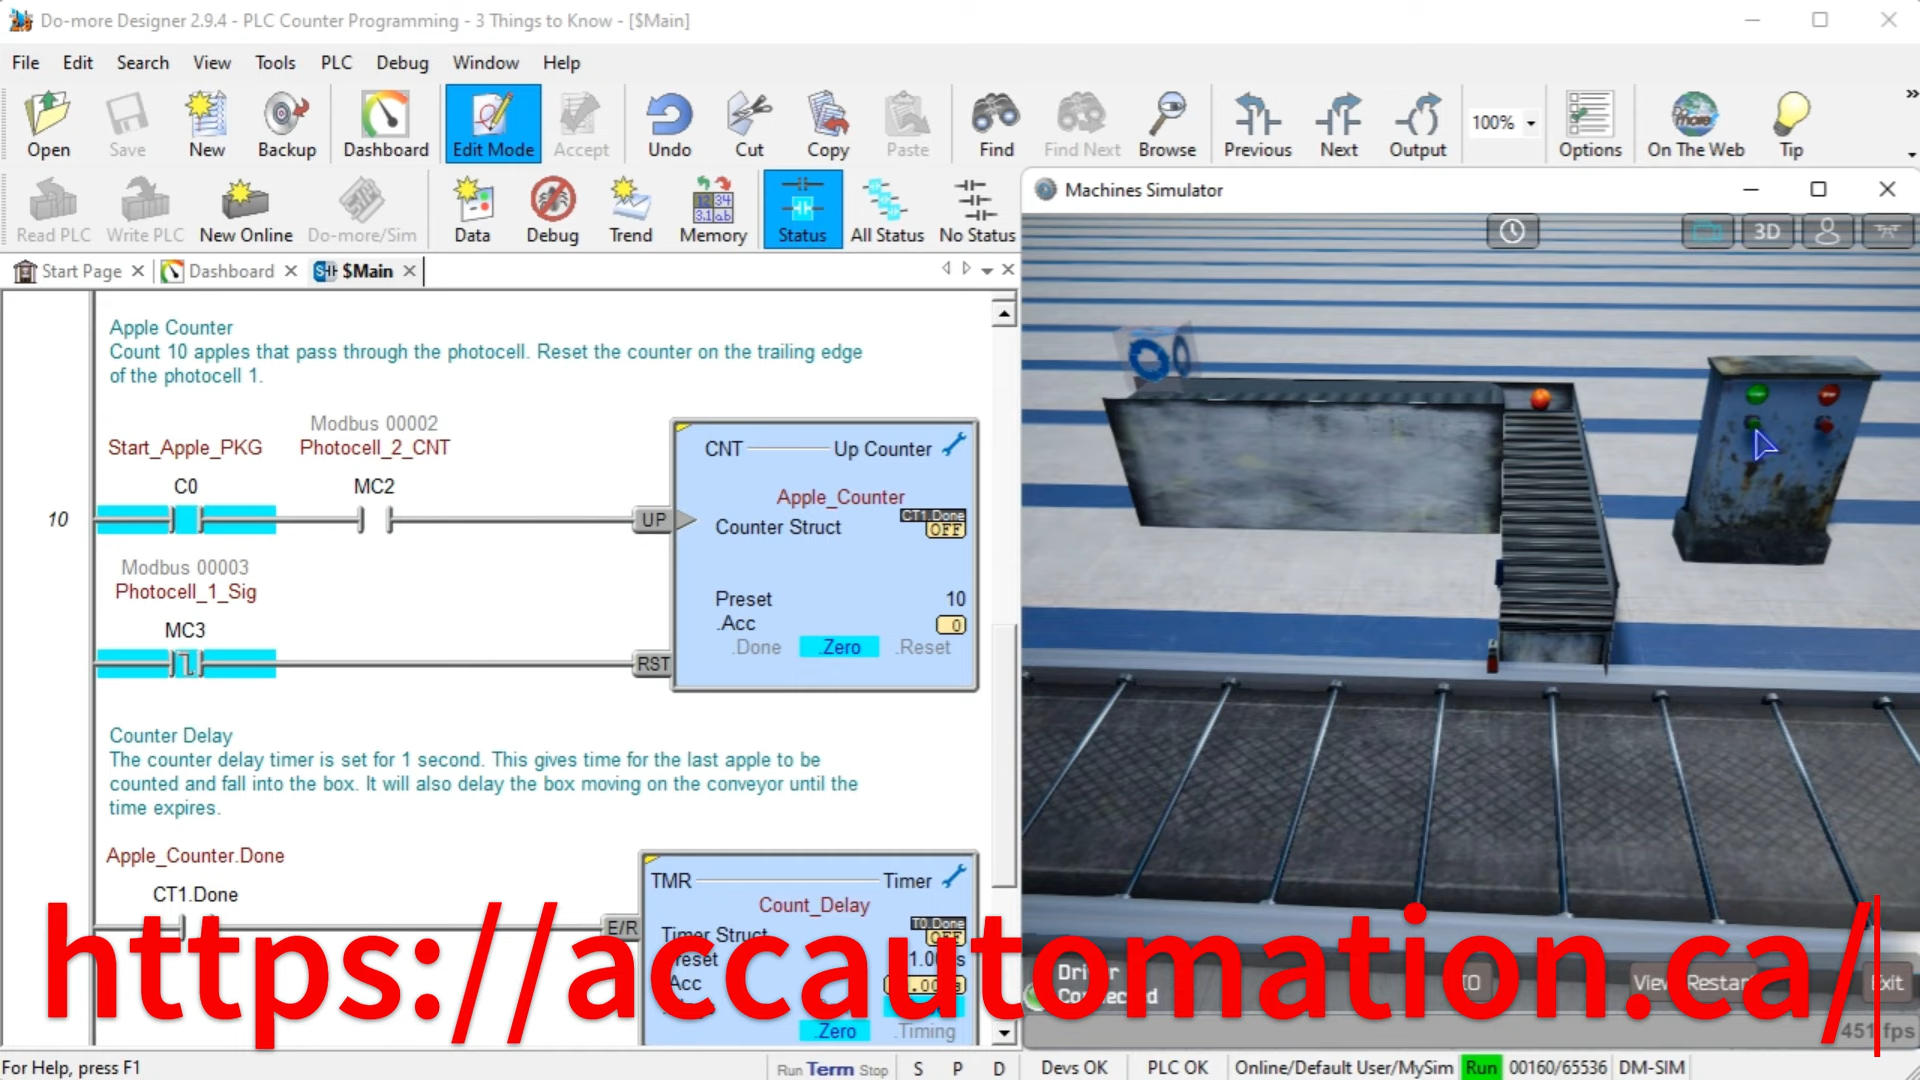 Do-more Designer 2.9.4 - PLC Counter Programming - 3 Things to Know - [$Main]
File Edit Search View Tools PLC Debug Window Help
Open Save New Backup Dashboard Edit Mode Accept Undo Cut Copy Paste Find Find Next Browse Previous Next Output 100% Options On The Web Tip
Read PLC Write PLC New Online Do-more/Sim Data Debug Trend Memory Status All Status No Status
Machines Simulator
3D
Start Page Dashboard $Main
Apple Counter
Count 10 apples that pass through the photocell. Reset the counter on the trailing edge
of the photocell 1.
Modbus 00002
Start_Apple_PKG Photocell_2_CNT
C0 MC2
10
UP
CNT Up Counter
Apple_Counter
CT1.Done
Counter Struct OFF
Preset 10
.Acc 0
.Done .Zero .Reset
Modbus 00003
Photocell_1_Sig
MC3
RST
Counter Delay
The counter delay timer is set for 1 second. This gives time for the last apple to be
counted and fall into the box. It will also delay the box moving on the conveyor until the
time expires.
Apple_Counter.Done
CT1.Done
E/R
TMR Timer
Count_Delay
T0.Done
Timer Struct OFF
Preset
Acc
.Zero .Timing
https://accautomation.ca/
Driver
Connected
IO View Restart Exit
451 fps
For Help, press F1
Run Term Stop S P D Devs OK PLC OK Online/Default User/MySim Run 00160/65536 DM-SIM